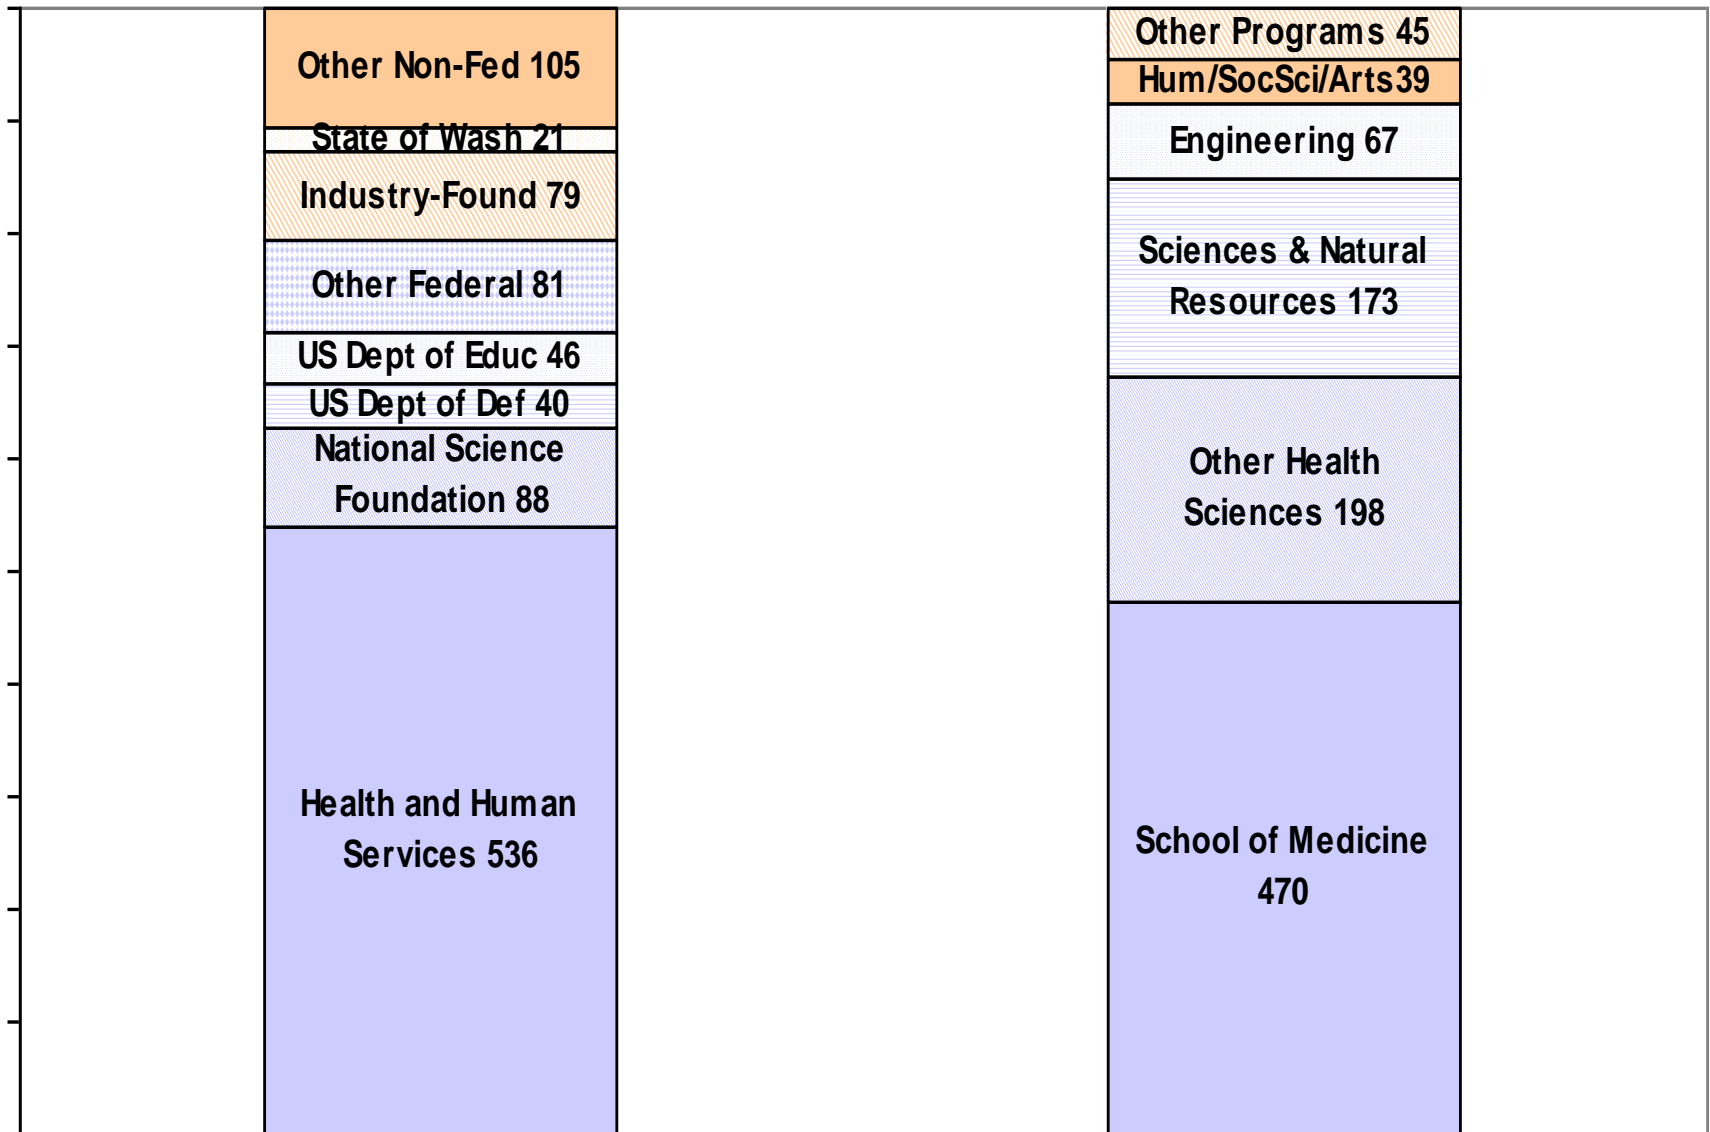 Other Non-Fed 105
State of Wash 21
Industry-Found 79
Other Federal 81
US Dept of Educ 46
US Dept of Def 40
National Science
Foundation 88
Health and Human
Services 536
Other Programs 45
Hum/SocSci/Arts39
Engineering 67
Sciences & Natural
Resources 173
Other Health
Sciences 198
School of Medicine
470